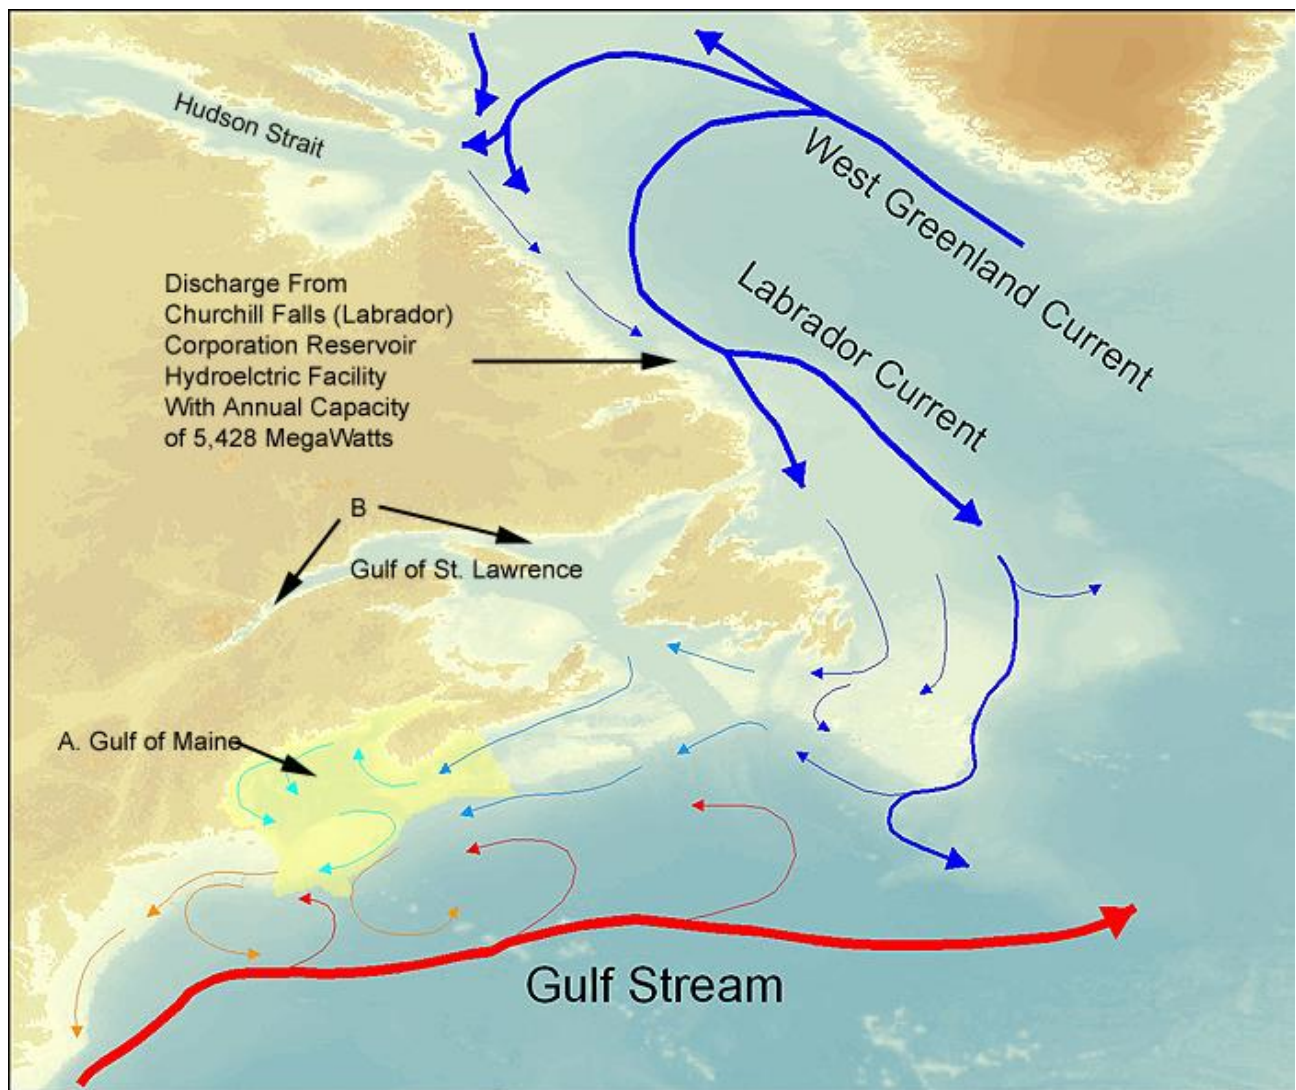 Hudson Strait
West Greenland Current
Labrador Current
Discharge From
Churchill Falls (Labrador)
Corporation Reservoir
Hydroelctric Facility
With Annual Capacity
of 5,428 MegaWatts
B
Gulf of St. Lawrence
A. Gulf of Maine
Gulf Stream